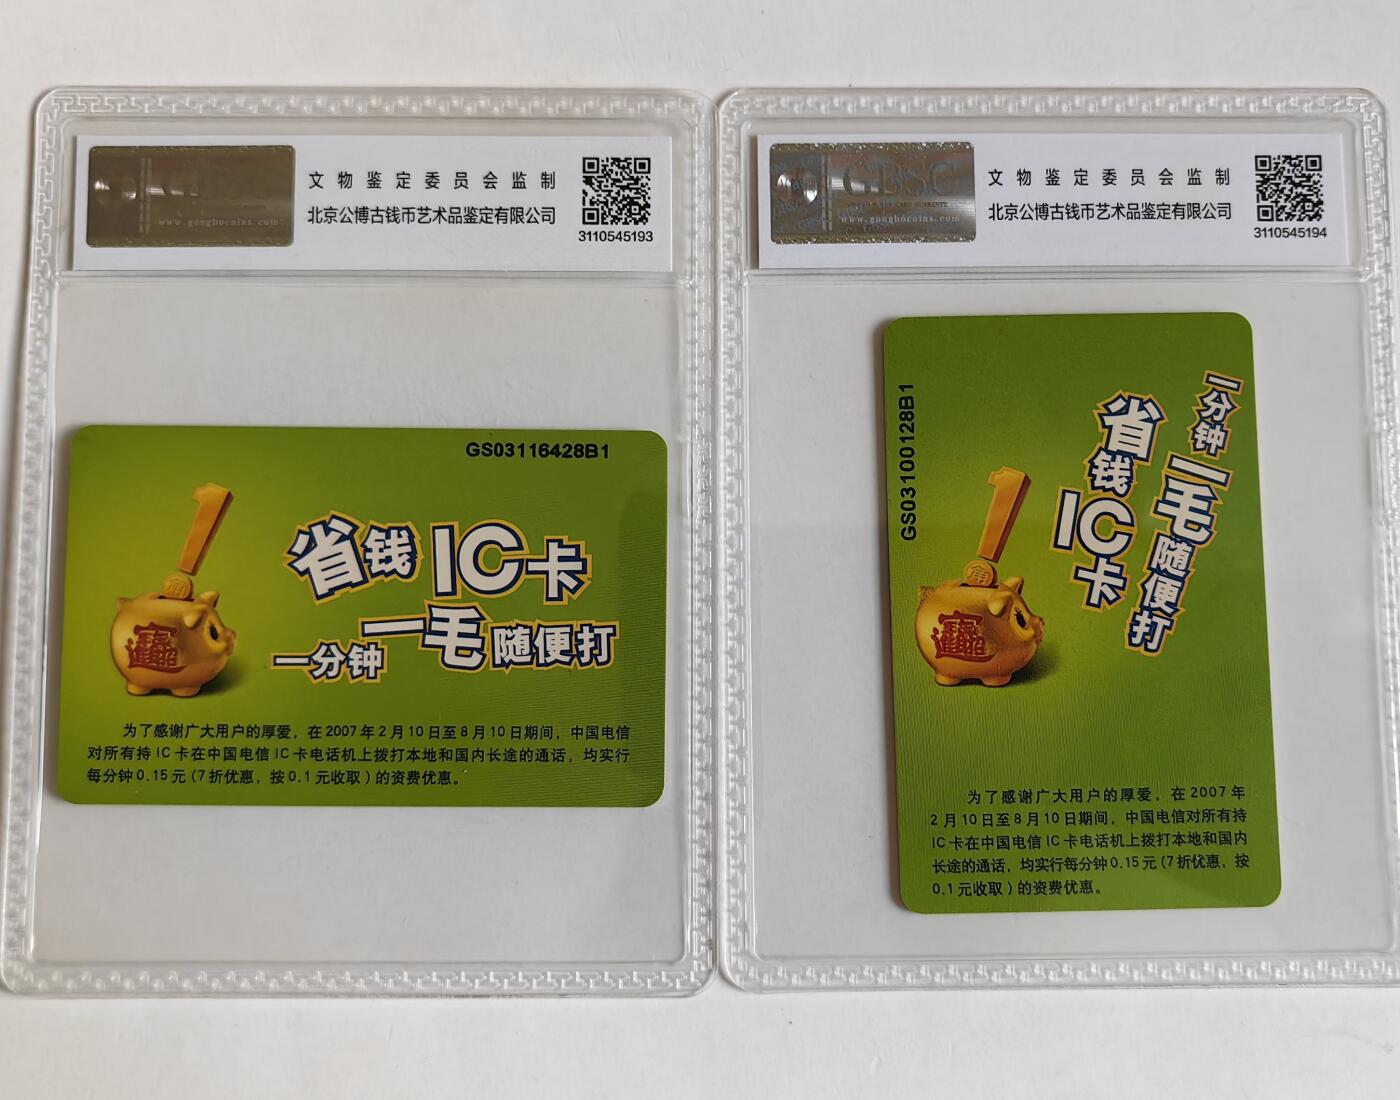 文物鉴定委员会监制
北京公博古钱币艺术品鉴定有限公司
3110545193
www.gongbocoins.com
GS03116428B1
1
角
省钱IC卡
一分钟一毛随便打
为了感谢广大用户的厚爱，在2007年2月10日至8月10日期间，中国电信
对所有持IC卡在中国电信IC卡电话机上拨打本地和国内长途的通话，均实行
每分钟0.15元(7折优惠，按0.1元收取)的资费优惠。
GBSC
www.gongbocoins.com
文物鉴定委员会监制
北京公博古钱币艺术品鉴定有限公司
3110545194
GS03100128B1
1
角
省钱IC卡
一分钟一毛随便打
为了感谢广大用户的厚爱，在2007年
2月10日至8月10日期间，中国电信对所有持
IC卡在中国电信IC卡电话机上拨打本地和国内
长途的通话，均实行每分钟0.15元(7折优惠，按
0.1元收取)的资费优惠。